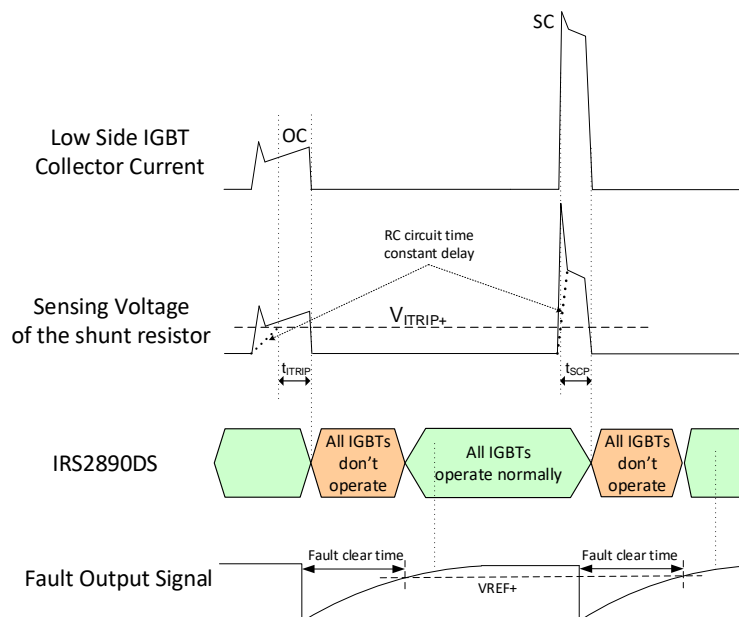 SC
OC
Low Side IGBT
Collector Current
RC circuit time
constant delay
Sensing Voltage
of the shunt resistor
VITRIP+
tITRIP
tSCP
IRS2890DS
All IGBTs
don't
operate
All IGBTs
operate normally
All IGBTs
don't
operate
Fault Output Signal
Fault clear time
VREF+
Fault clear time